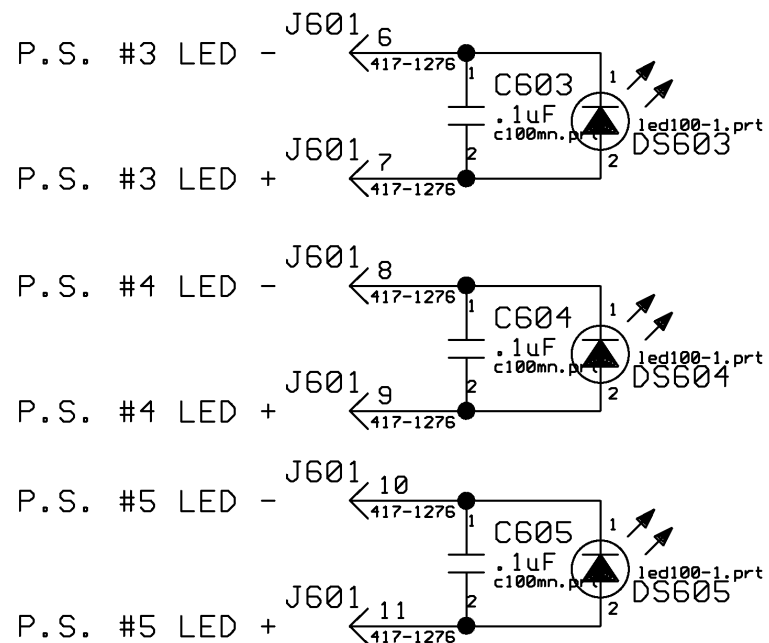 P.S. #3 LED - J601 6
417-1276
1
C603
.1uF
c100mn.prt
2
1
led100-1.prt
DS603
2
P.S. #3 LED + J601 7
417-1276
P.S. #4 LED - J601 8
417-1276
1
C604
.1uF
c100mn.prt
2
1
led100-1.prt
DS604
2
P.S. #4 LED + J601 9
417-1276
P.S. #5 LED - J601 10
417-1276
1
C605
.1uF
c100mn.prt
2
1
led100-1.prt
DS605
2
P.S. #5 LED + J601 11
417-1276